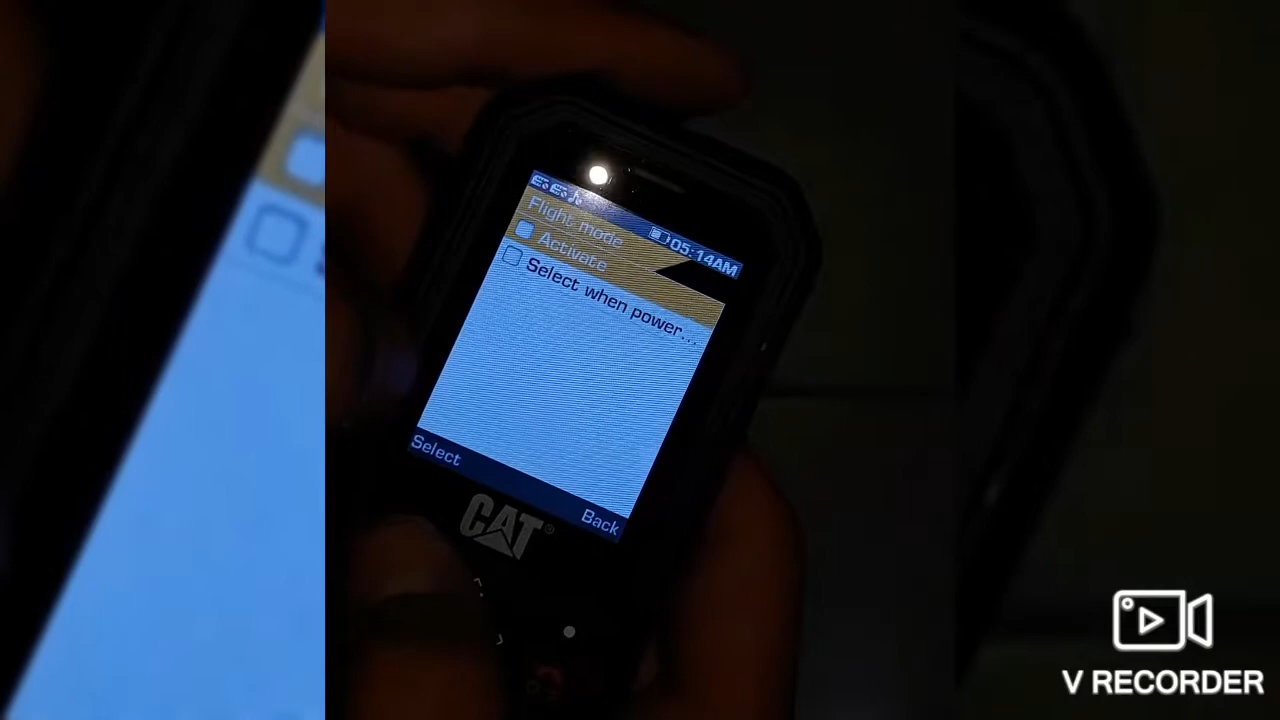 05:14AM
Flight mode
Activate
Select when power...
Select
Back
CAT®
V RECORDER